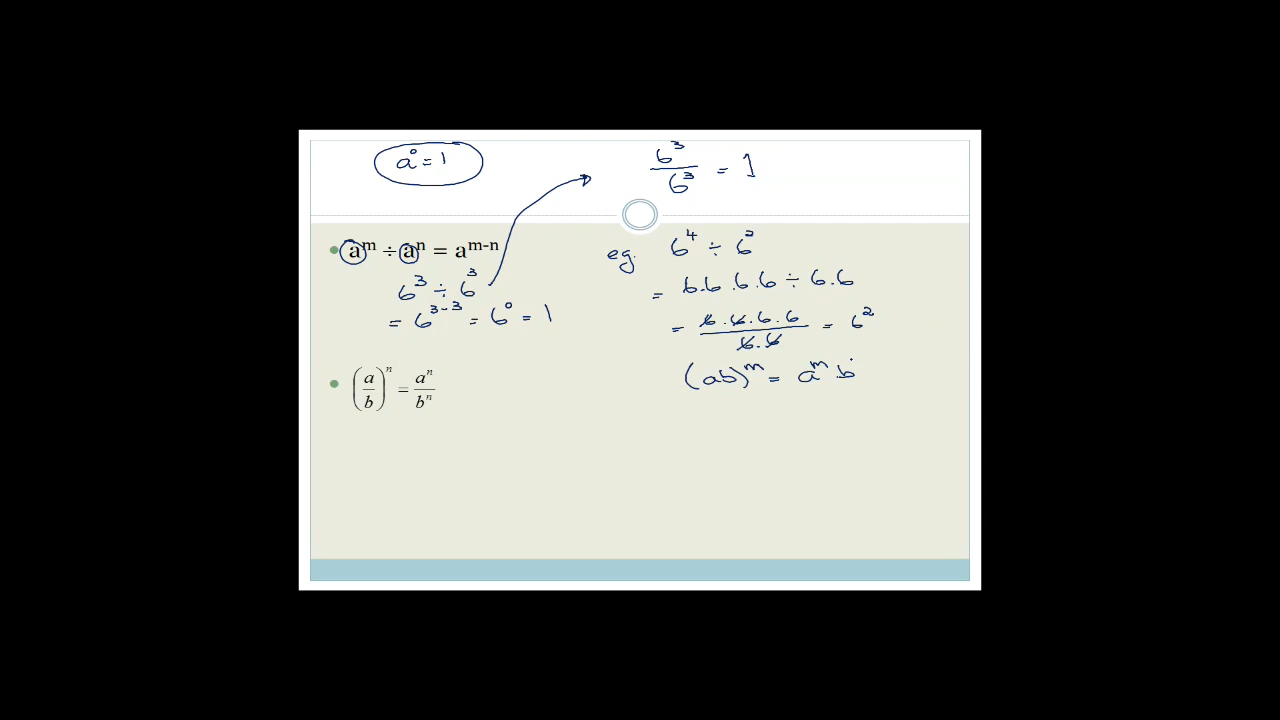 a⁰ = 1
6³/6³ = 1
• aᵐ ÷ aⁿ = aᵐ⁻ⁿ
6³ ÷ 6³
= 6³⁻³ = 6⁰ = 1
eg. 6⁴ ÷ 6²
= 6.6.6.6 ÷ 6.6
= 6.6.6.6/6.6 = 6²
(ab)ᵐ = aᵐ.b
• (a/b)ⁿ = aⁿ/bⁿ